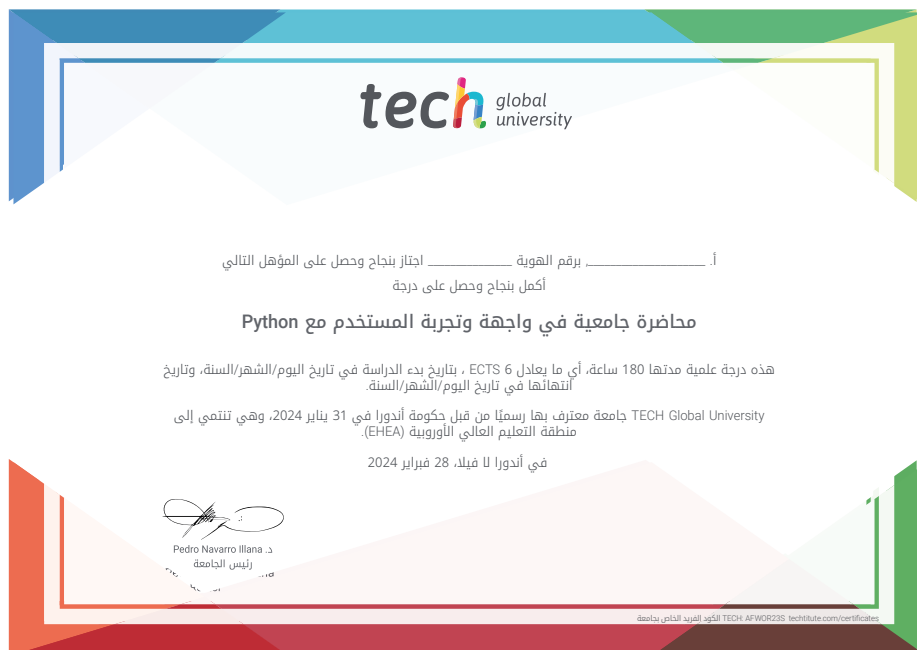 tech global university
أ. ____________________، برقم الهوية ______________ اجتاز بنجاح وحصل على المؤهل التالي
أكمل بنجاح وحصل على درجة
محاضرة جامعية في واجهة وتجربة المستخدم مع Python
هذه درجة علمية مدتها 180 ساعة، أي ما يعادل 6 ECTS ، بتاريخ بدء الدراسة في تاريخ اليوم/الشهر/السنة، وتاريخ
انتهائها في تاريخ اليوم/الشهر/السنة.
TECH Global University جامعة معترف بها رسميًا من قبل حكومة أندورا في 31 يناير 2024، وهي تنتمي إلى
منطقة التعليم العالي الأوروبية (EHEA).
في أندورا لا فيلا، 28 فبراير 2024
د. Pedro Navarro Illana
رئيس الجامعة
الكود الفريد الخاص بجامعة TECH: AFWOR23S techtitute.com/certificates